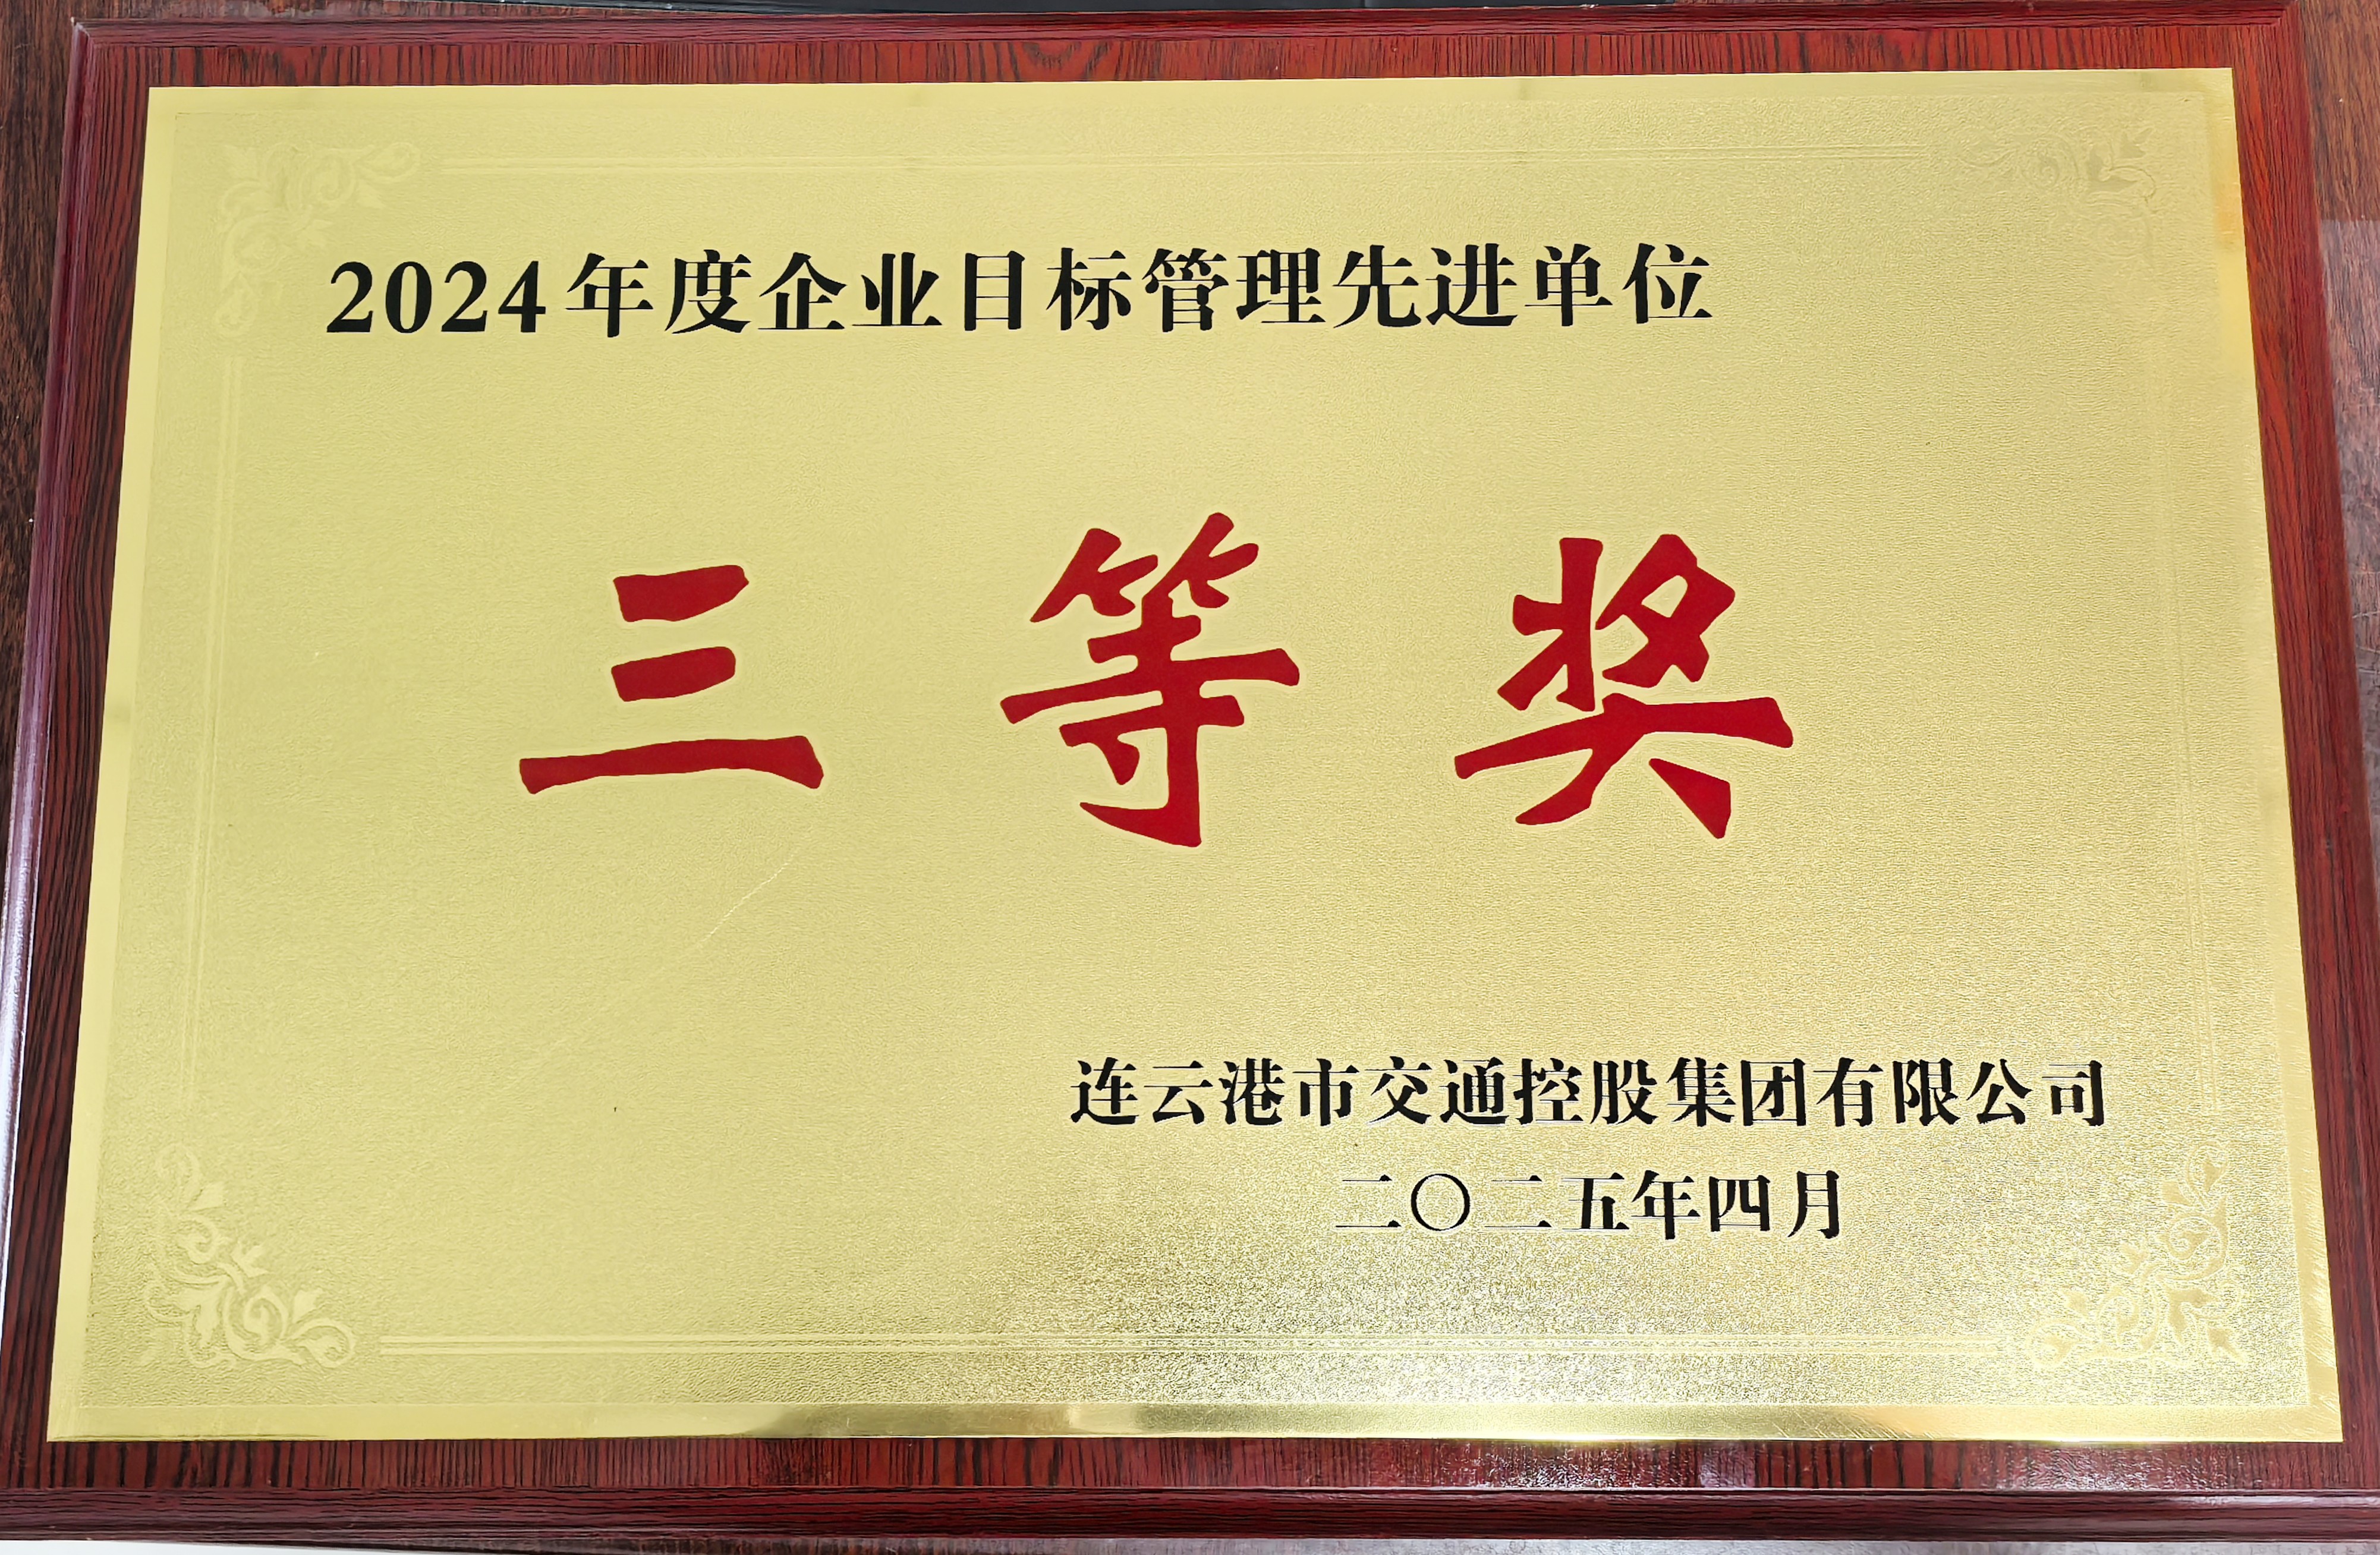 2024年度企业目标管理先进单位
三等奖
连云港市交通控股集团有限公司
二〇二五年四月